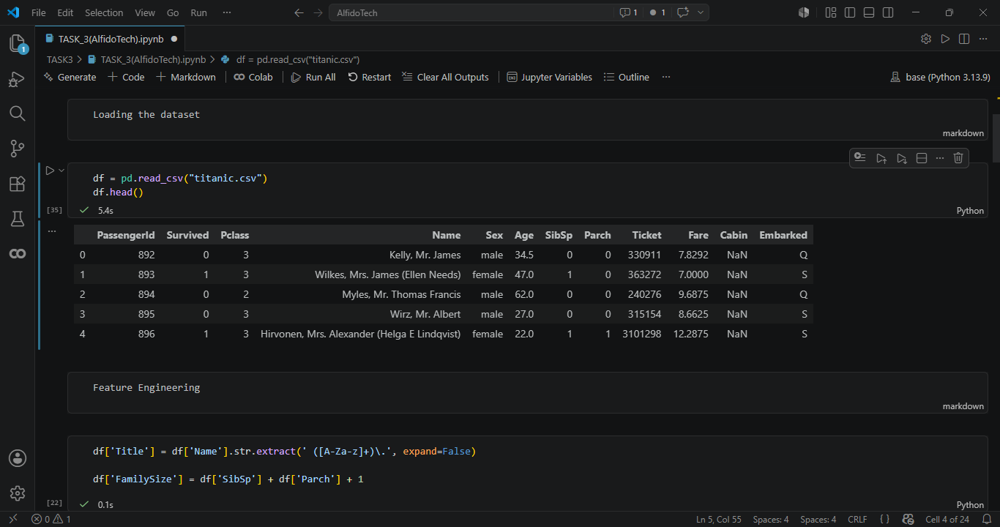 File Edit Selection View Go Run ··· AlfidoTech 1 1
1
TASK_3(AlfidoTech).ipynb
TASK3 > TASK_3(AlfidoTech).ipynb > df = pd.read_csv("titanic.csv")
Generate + Code + Markdown Colab Run All Restart Clear All Outputs Jupyter Variables Outline ··· base (Python 3.13.9)
Loading the dataset
markdown
df = pd.read_csv("titanic.csv")
df.head()
[35] 5.4s Python
PassengerId Survived Pclass Name Sex Age SibSp Parch Ticket Fare Cabin Embarked
0 892 0 3 Kelly, Mr. James male 34.5 0 0 330911 7.8292 NaN Q
1 893 1 3 Wilkes, Mrs. James (Ellen Needs) female 47.0 1 0 363272 7.0000 NaN S
2 894 0 2 Myles, Mr. Thomas Francis male 62.0 0 0 240276 9.6875 NaN Q
3 895 0 3 Wirz, Mr. Albert male 27.0 0 0 315154 8.6625 NaN S
4 896 1 3 Hirvonen, Mrs. Alexander (Helga E Lindqvist) female 22.0 1 1 3101298 12.2875 NaN S
Feature Engineering
markdown
df['Title'] = df['Name'].str.extract(' ([A-Za-z]+)\.', expand=False)
df['FamilySize'] = df['SibSp'] + df['Parch'] + 1
[22] 0.1s Python
0 1 Ln 5, Col 55 Spaces: 4 Spaces: 4 CRLF { } Cell 4 of 24